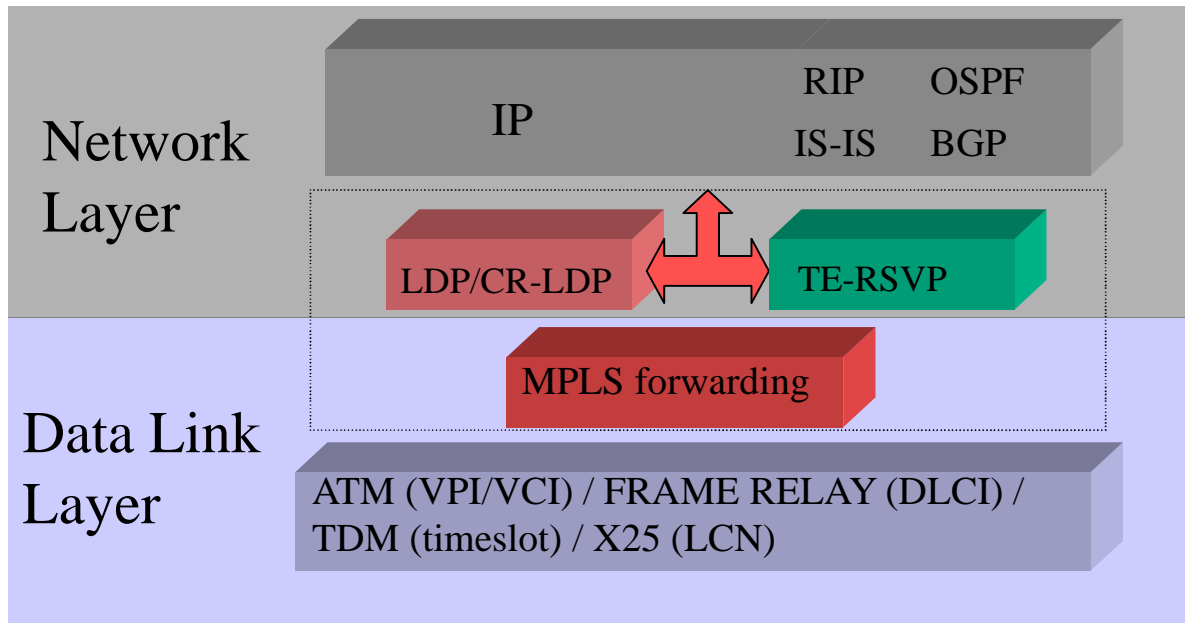 Network
Layer
IP
RIP OSPF
IS-IS BGP
LDP/CR-LDP
TE-RSVP
MPLS forwarding
Data Link
Layer
ATM (VPI/VCI) / FRAME RELAY (DLCI) /
TDM (timeslot) / X25 (LCN)